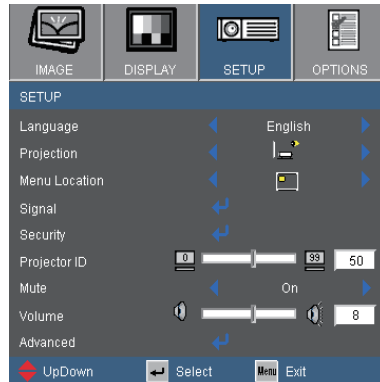 IMAGE DISPLAY SETUP OPTIONS
SETUP
Language English
Projection
Menu Location
Signal
Security
Projector ID 0 99 50
Mute On
Volume 8
Advanced
UpDown Select Menu Exit